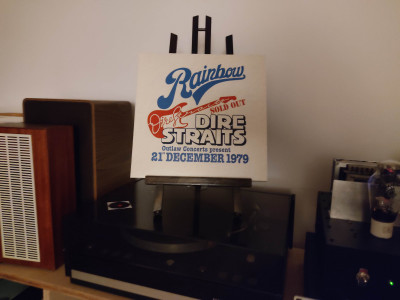 Rainbow
SOLD OUT
DIRE
STRAITS
Outlaw Concerts present
21st DECEMBER 1979